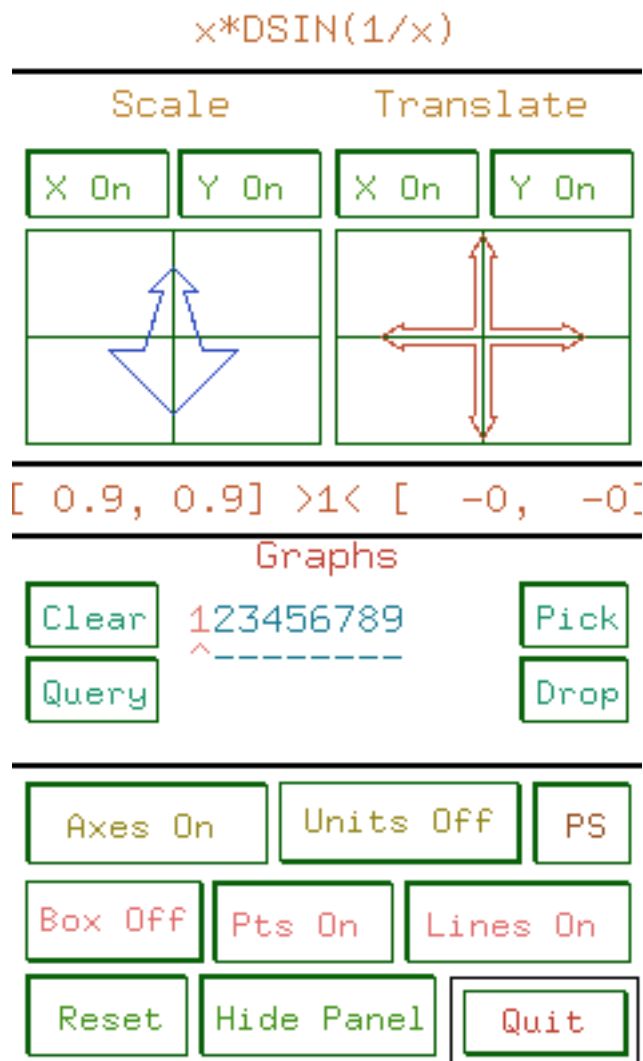 x*DSIN(1/x)
Scale Translate
X On Y On X On Y On
[ 0.9, 0.9] >1< [ -0, -0]
Graphs
Clear 123456789 Pick
^________
Query Drop
Axes On Units Off PS
Box Off Pts On Lines On
Reset Hide Panel Quit